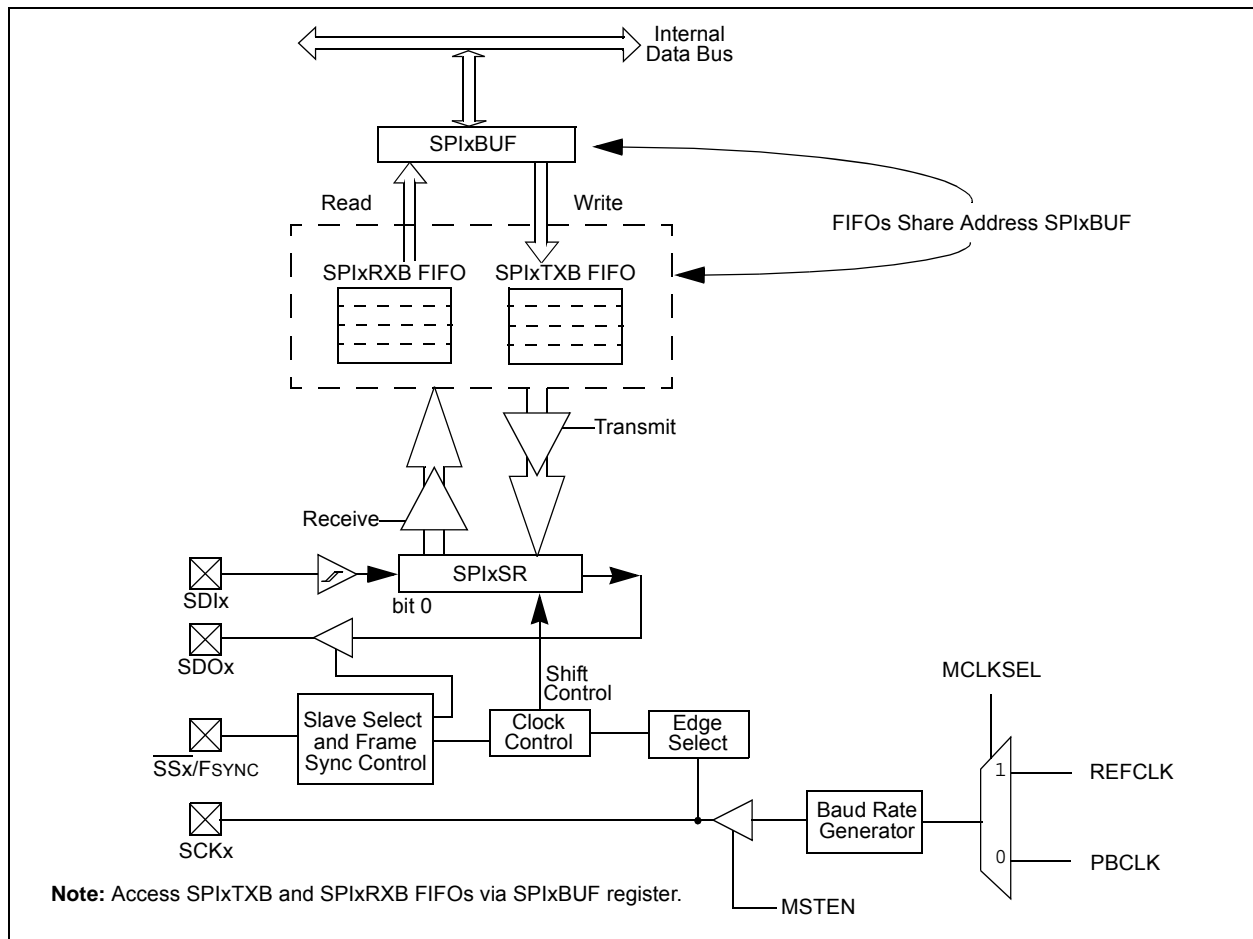 Internal
Data Bus
SPIxBUF
Read
Write
FIFOs Share Address SPIxBUF
SPIxRXB FIFO
SPIxTXB FIFO
Transmit
Receive
SPIxSR
SDIx
bit 0
SDOx
Shift
Control
MCLKSEL
Slave Select
and Frame
Sync Control
Clock
Control
Edge
Select
SSx/FSYNC
1
REFCLK
Baud Rate
Generator
SCKx
0
PBCLK
Note: Access SPIxTXB and SPIxRXB FIFOs via SPIxBUF register.
MSTEN